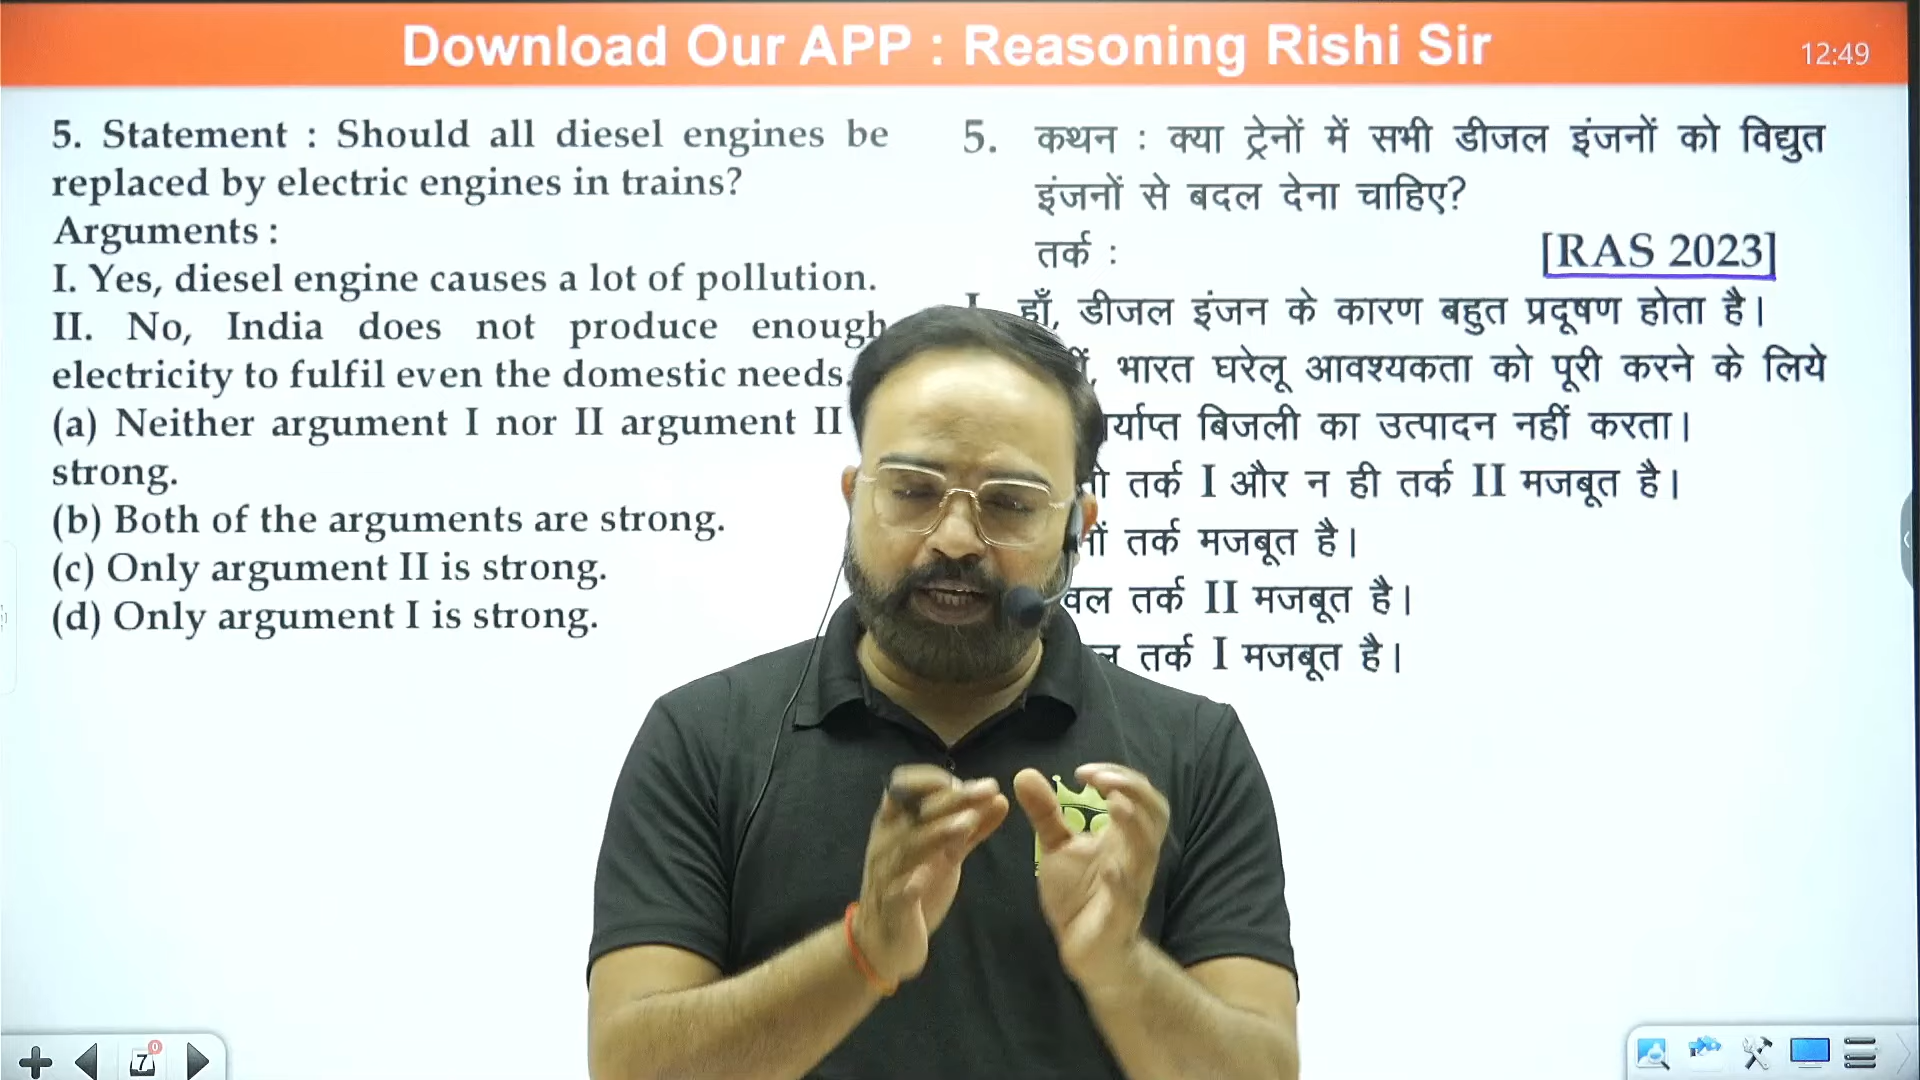 Download Our APP : Reasoning Rishi Sir
12:49
5. Statement : Should all diesel engines be
replaced by electric engines in trains?
Arguments :
I. Yes, diesel engine causes a lot of pollution.
II. No, India does not produce enough
electricity to fulfil even the domestic needs.
(a) Neither argument I nor II argument II
strong.
(b) Both of the arguments are strong.
(c) Only argument II is strong.
(d) Only argument I is strong.
5. कथन : क्या ट्रेनों में सभी डीजल इंजनों को विद्युत
इंजनों से बदल देना चाहिए?
तर्क :
[RAS 2023]
हाँ, डीजल इंजन के कारण बहुत प्रदूषण होता है।
भारत घरेलू आवश्यकता को पूरी करने के लिये
बिजली का उत्पादन नहीं करता।
तर्क I और न ही तर्क II मजबूत है।
तर्क मजबूत है।
तर्क II मजबूत है।
तर्क I मजबूत है।
7
0